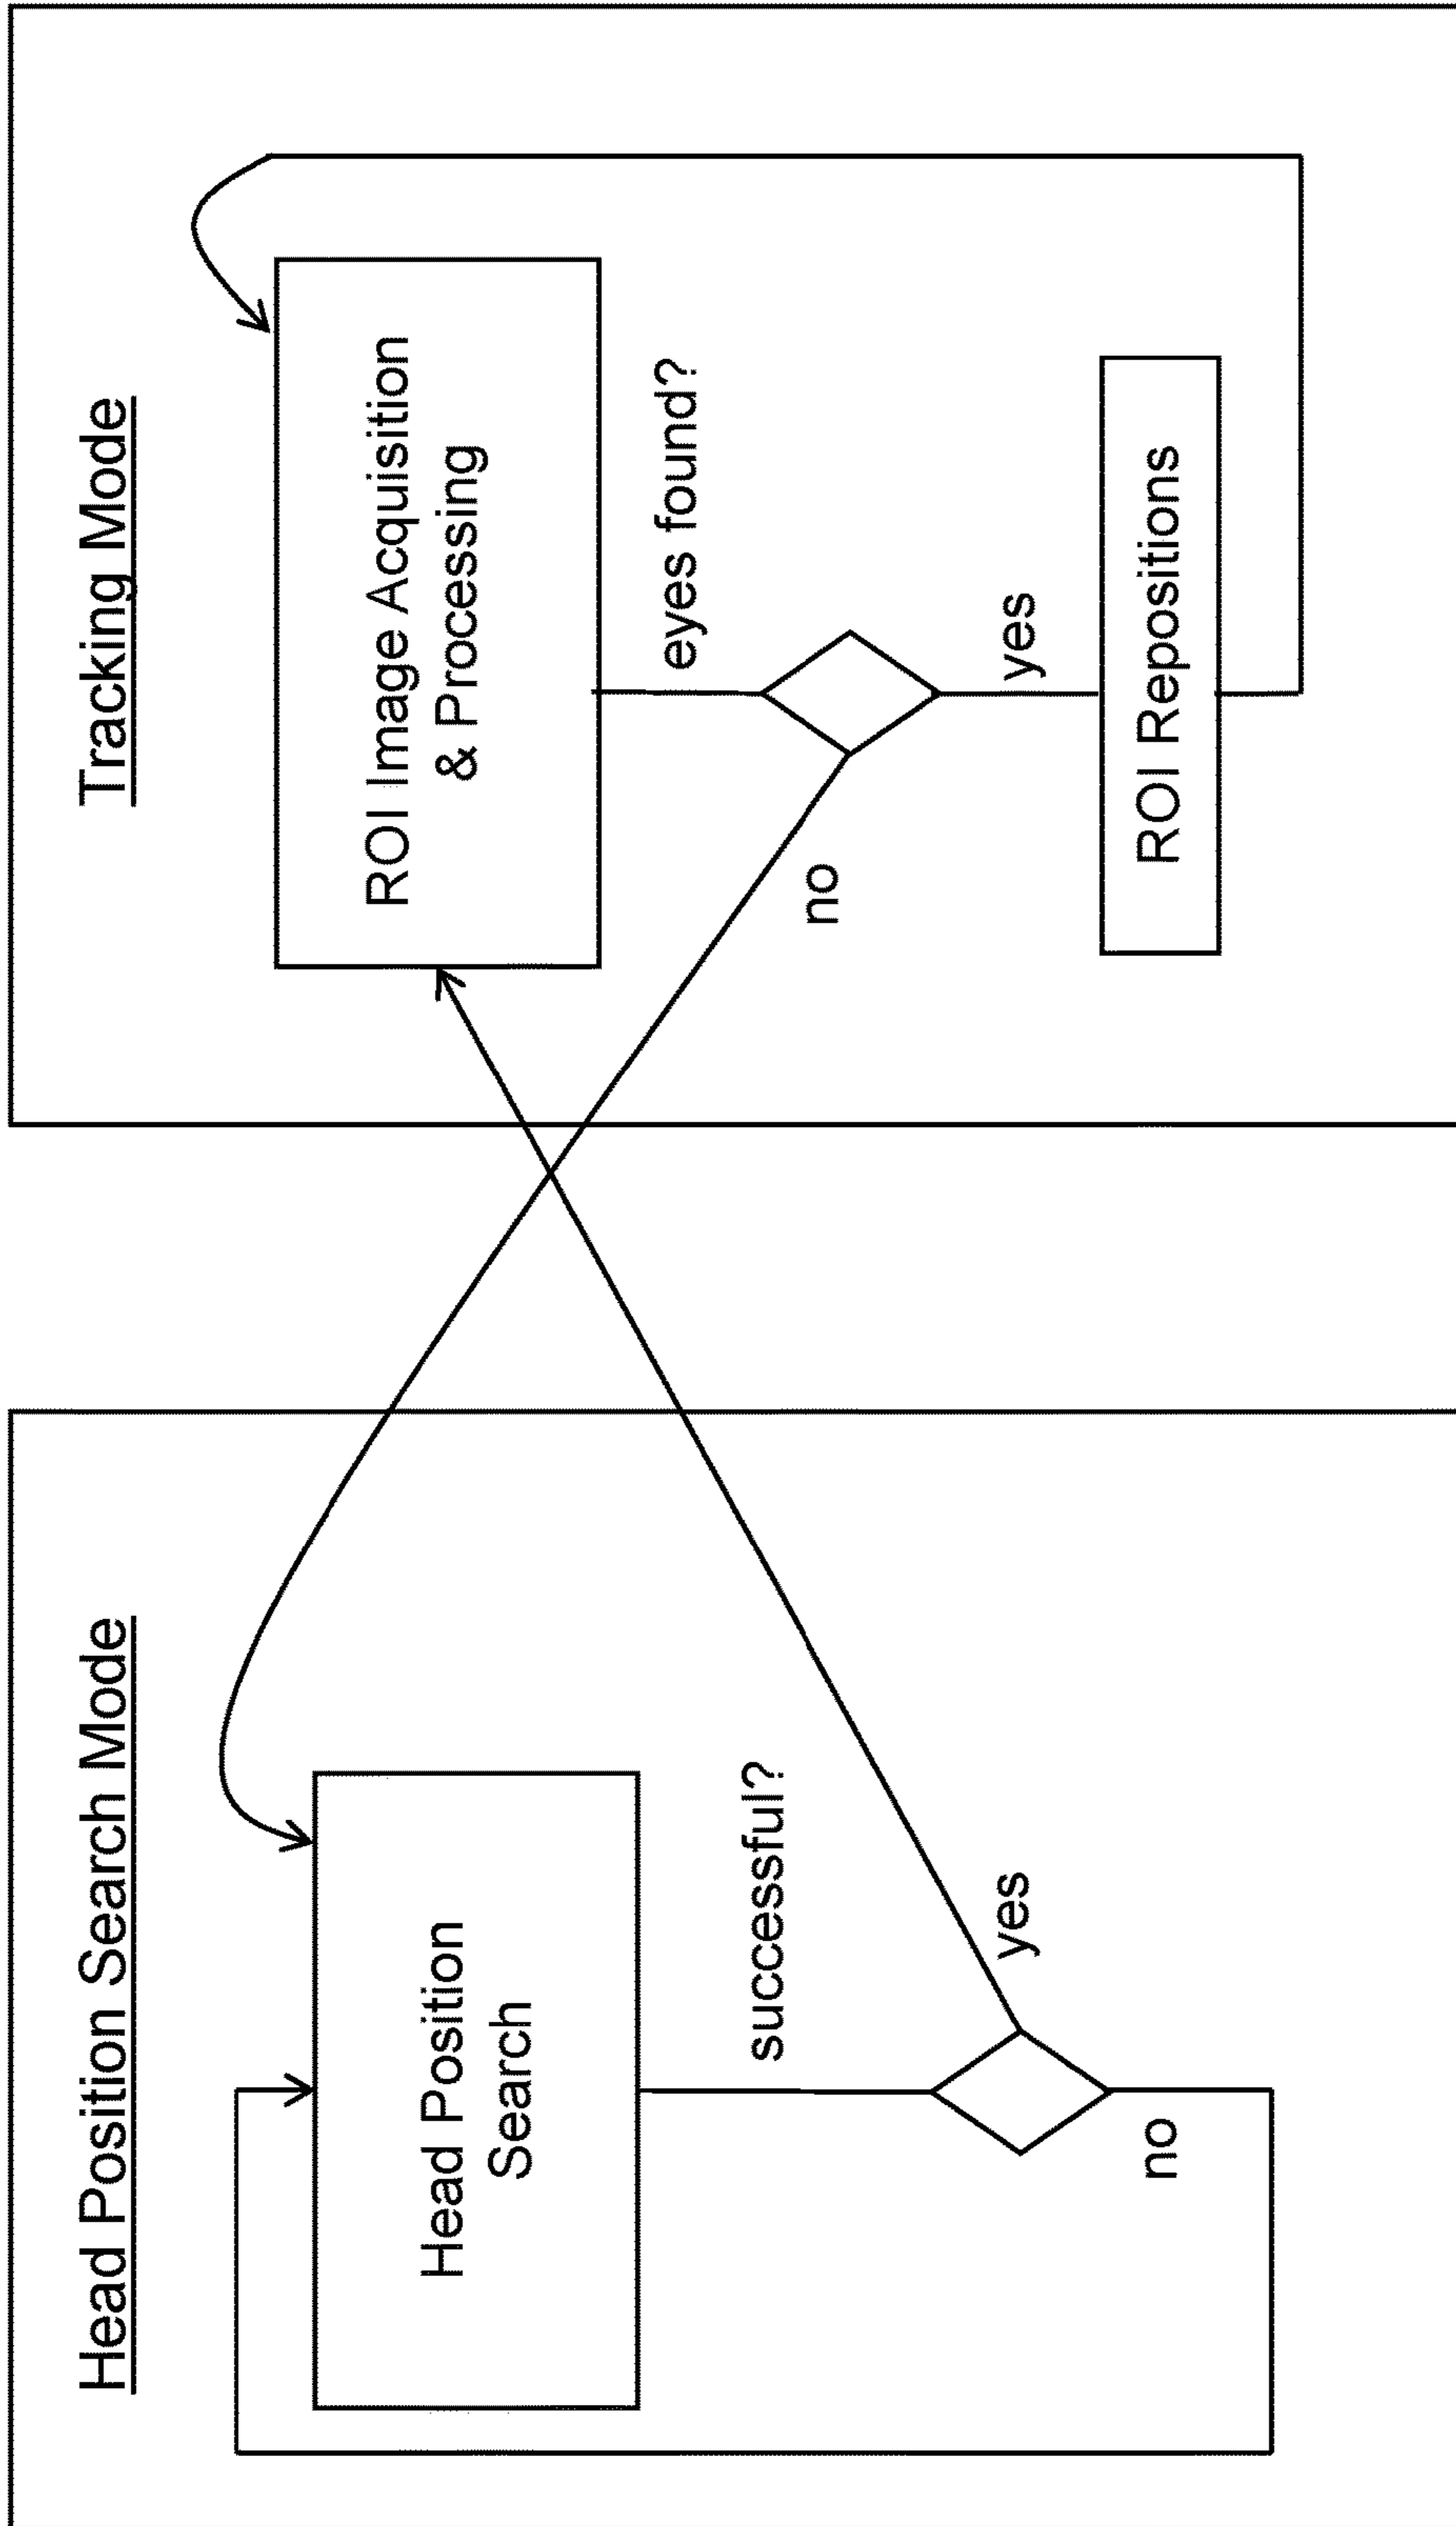 Head Position Search Mode
Head Position
Search
successful?
yes
no
Tracking Mode
ROI Image Acquisition
& Processing
eyes found?
no
yes
ROI Repositions